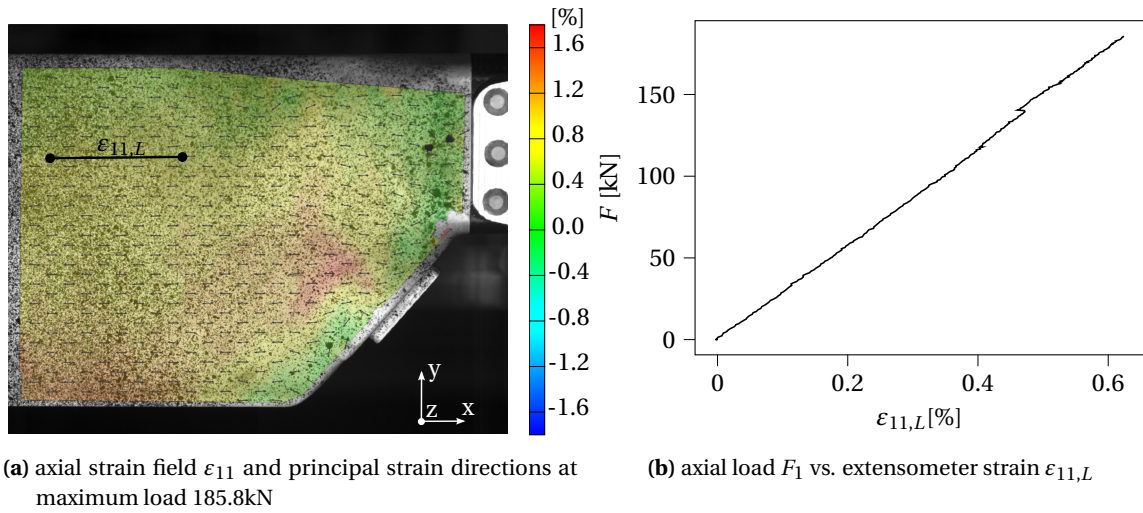 [%]
1.6
1.2
0.8
0.4
0.0
-0.4
-0.8
-1.2
-1.6
ε11,L
y
z
x
F [kN]
150
100
50
0
0
0.2
0.4
0.6
ε11,L[%]
(a) axial strain field ε11 and principal strain directions at
maximum load 185.8kN
(b) axial load F1 vs. extensometer strain ε11,L